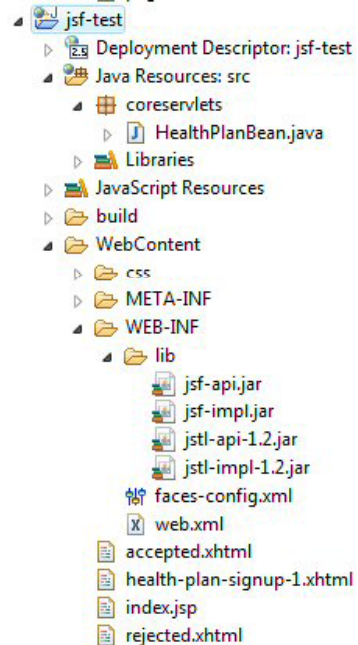 jsf-test
2.5 Deployment Descriptor: jsf-test
Java Resources: src
coreservlets
J HealthPlanBean.java
Libraries
JavaScript Resources
build
WebContent
css
META-INF
WEB-INF
lib
jsf-api.jar
jsf-impl.jar
jstl-api-1.2.jar
jstl-impl-1.2.jar
faces-config.xml
X web.xml
accepted.xhtml
health-plan-signup-1.xhtml
index.jsp
rejected.xhtml